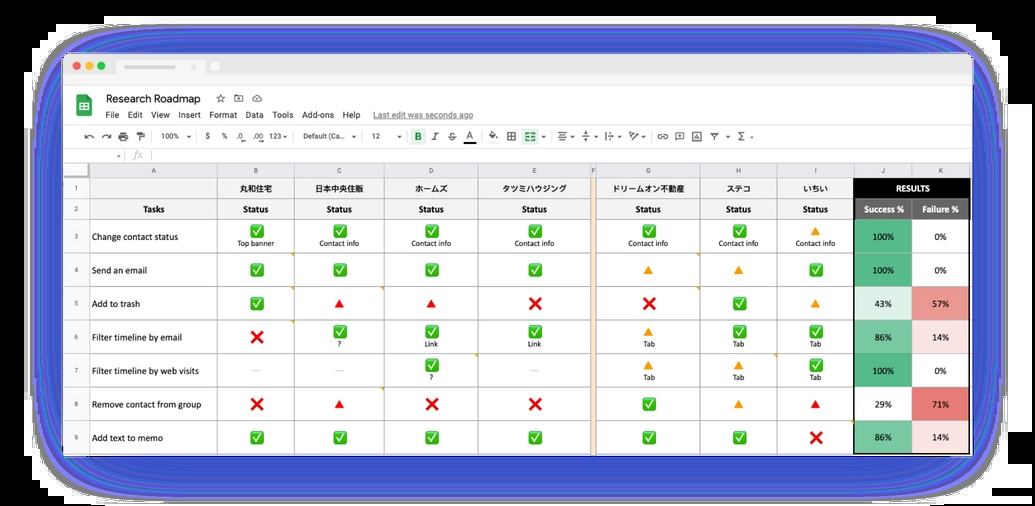 Research Roadmap
File Edit View Insert Format Data Tools Add-ons Help Last edit was seconds ago
100% $ % .0 .00 123 Default (Ca... 12 B I S A
fx
A B C D E F G H I J K
1 丸和住宅 日本中央住販 ホームズ タツミハウジング ドリームオン不動産 ステコ いちい RESULTS
2 Tasks Status Status Status Status Status Status Status Success % Failure %
3 Change contact status Top banner Contact info Contact info Contact info Contact info Contact info Contact info 100% 0%
4 Send an email 100% 0%
5 Add to trash 43% 57%
6 Filter timeline by email ? Link Link Tab Tab Tab 86% 14%
7 Filter timeline by web visits — — ? — Tab Tab Tab 100% 0%
8 Remove contact from group 29% 71%
9 Add text to memo 86% 14%